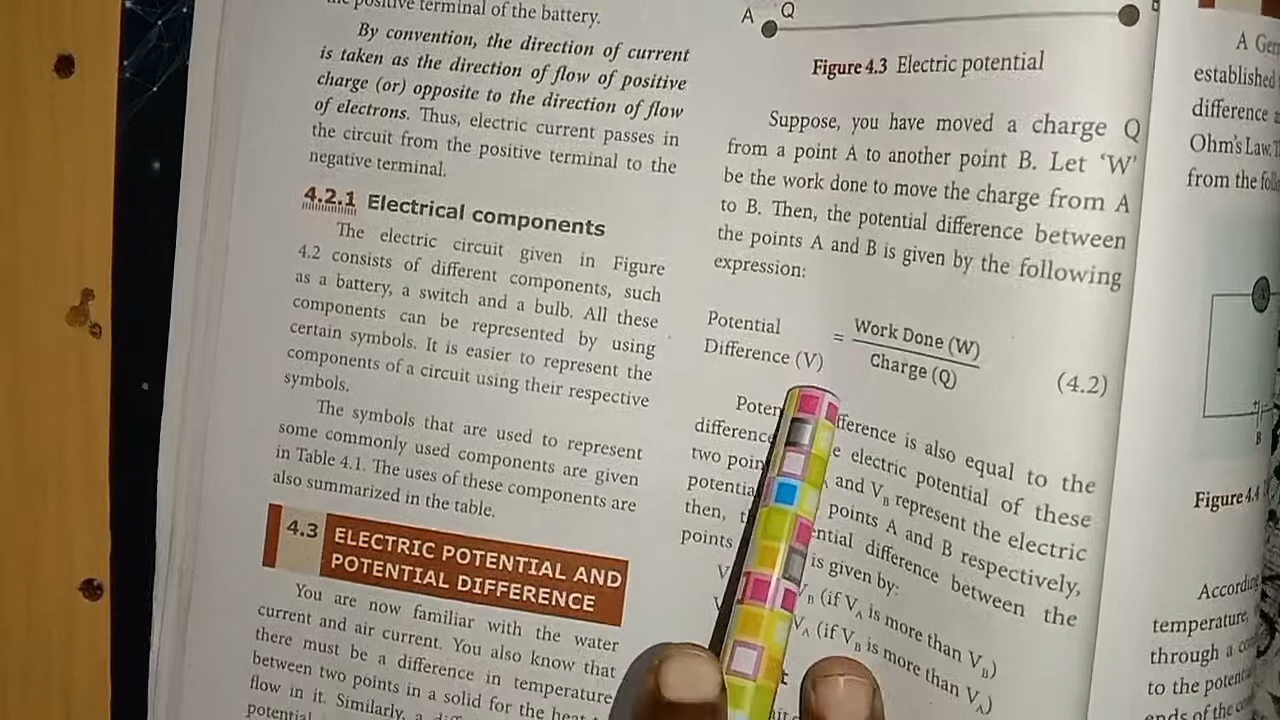 the positive terminal of the battery.
By convention, the direction of current
is taken as the direction of flow of positive
charge (or) opposite to the direction of flow
of electrons. Thus, electric current passes in
the circuit from the positive terminal to the
negative terminal.
4.2.1 Electrical components
The electric circuit given in Figure
4.2 consists of different components, such
as a battery, a switch and a bulb. All these
components can be represented by using
certain symbols. It is easier to represent the
components of a circuit using their respective
symbols.
The symbols that are used to represent
some commonly used components are given
in Table 4.1. The uses of these components are
also summarized in the table.
4.3 ELECTRIC POTENTIAL AND
POTENTIAL DIFFERENCE
You are now familiar with the water
current and air current. You also know that
there must be a difference in temperature
between two points in a solid for the heat
flow in it. Similarly, a
potential
A Q
Figure 4.3 Electric potential
Suppose, you have moved a charge Q
from a point A to another point B. Let ‘W’
be the work done to move the charge from A
to B. Then, the potential difference between
the points A and B is given by the following
expression:
Potential
Difference (V) = Work Done (W)
Charge (Q)
(4.2)
is also equal to the
difference electric potential of these
two and V_B represent the electric
points A and B respectively,
then, difference between the
points is given by:
V_B (if V_A is more than V_B)
V_A (if V_B is more than V_A)
A
established
difference
Ohm's Law.
from the
B
Figure 4.4
According
temperature,
through a
to the
ends of the